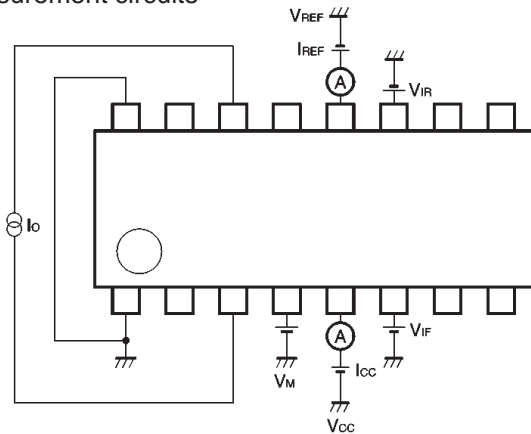 surement circuits
VREF
IREF
A
VIR
IO
A
VIF
VM
ICC
VCC